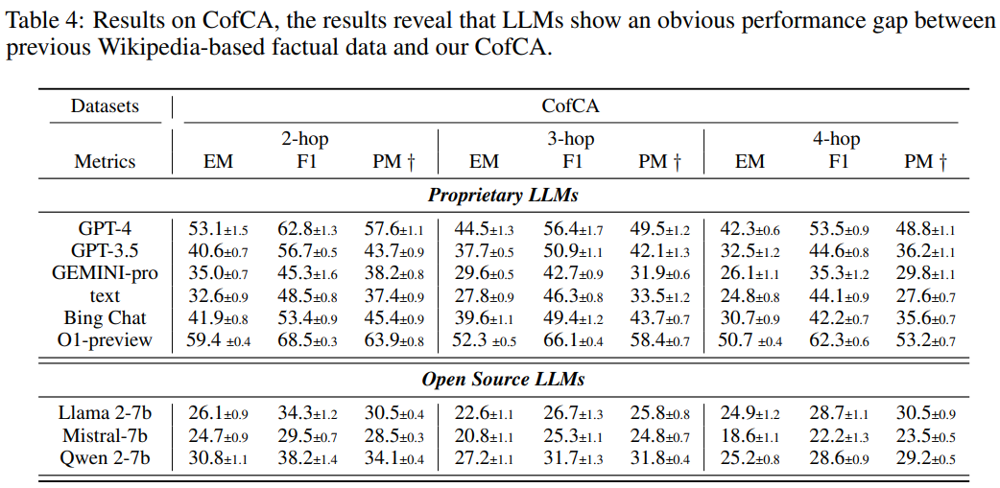 Table 4: Results on CofCA, the results reveal that LLMs show an obvious performance gap between
previous Wikipedia-based factual data and our CofCA.
Datasets CofCA
2-hop 3-hop 4-hop
Metrics EM F1 PM † EM F1 PM † EM F1 PM †
Proprietary LLMs
GPT-4 53.1±1.5 62.8±1.3 57.6±1.1 44.5±1.3 56.4±1.7 49.5±1.2 42.3±0.6 53.5±0.9 48.8±1.1
GPT-3.5 40.6±0.7 56.7±0.5 43.7±0.9 37.7±0.5 50.9±1.1 42.1±1.3 32.5±1.2 44.6±0.8 36.2±1.1
GEMINI-pro 35.0±0.7 45.3±1.6 38.2±0.8 29.6±0.5 42.7±0.9 31.9±0.6 26.1±1.1 35.3±1.2 29.8±1.1
text 32.6±0.9 48.5±0.8 37.4±0.9 27.8±0.9 46.3±0.8 33.5±1.2 24.8±0.8 44.1±0.9 27.6±0.7
Bing Chat 41.9±0.8 53.4±0.9 45.4±0.9 39.6±1.1 49.4±1.2 43.7±0.7 30.7±0.9 42.2±0.7 35.6±0.7
O1-preview 59.4 ±0.4 68.5±0.3 63.9±0.8 52.3 ±0.5 66.1±0.4 58.4±0.7 50.7 ±0.4 62.3±0.6 53.2±0.7
Open Source LLMs
Llama 2-7b 26.1±0.9 34.3±1.2 30.5±0.4 22.6±1.1 26.7±1.3 25.8±0.8 24.9±1.2 28.7±1.1 30.5±0.9
Mistral-7b 24.7±0.9 29.5±0.7 28.5±0.3 20.8±1.1 25.3±1.1 24.8±0.7 18.6±1.1 22.2±1.3 23.5±0.5
Qwen 2-7b 30.8±1.1 38.2±1.4 34.1±0.4 27.2±1.1 31.7±1.3 31.8±0.4 25.2±0.8 28.6±0.9 29.2±0.5